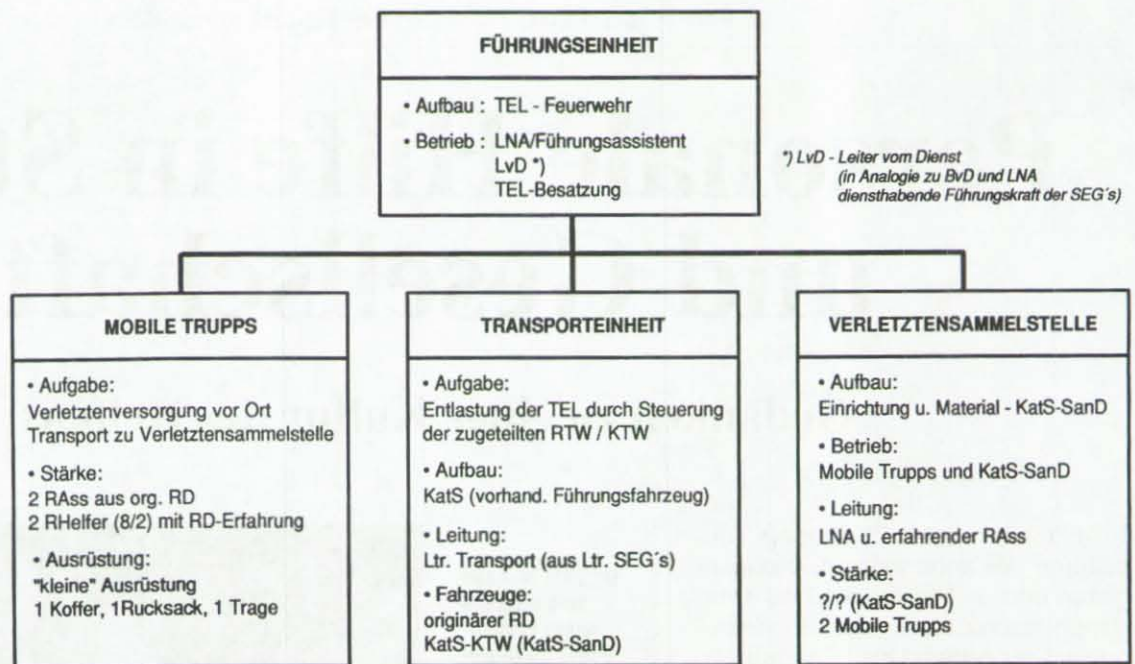 FÜHRUNGSEINHEIT
• Aufbau : TEL - Feuerwehr
• Betrieb : LNA/Führungsassistent
LvD *)
TEL-Besatzung
*) LvD - Leiter vom Dienst
(in Analogie zu BvD und LNA
diensthabende Führungskraft der SEG´s)
MOBILE TRUPPS
• Aufgabe:
Verletztenversorgung vor Ort
Transport zu Verletztensammelstelle
• Stärke:
2 RAss aus org. RD
2 RHelfer (8/2) mit RD-Erfahrung
• Ausrüstung:
"kleine" Ausrüstung
1 Koffer, 1Rucksack, 1 Trage
TRANSPORTEINHEIT
• Aufgabe:
Entlastung der TEL durch Steuerung
der zugeteilten RTW / KTW
• Aufbau:
KatS (vorhand. Führungsfahrzeug)
• Leitung:
Ltr. Transport (aus Ltr. SEG´s)
• Fahrzeuge:
originärer RD
KatS-KTW (KatS-SanD)
VERLETZTENSAMMELSTELLE
• Aufbau:
Einrichtung u. Material - KatS-SanD
• Betrieb:
Mobile Trupps und KatS-SanD
• Leitung:
LNA u. erfahrender RAss
• Stärke:
?/? (KatS-SanD)
2 Mobile Trupps